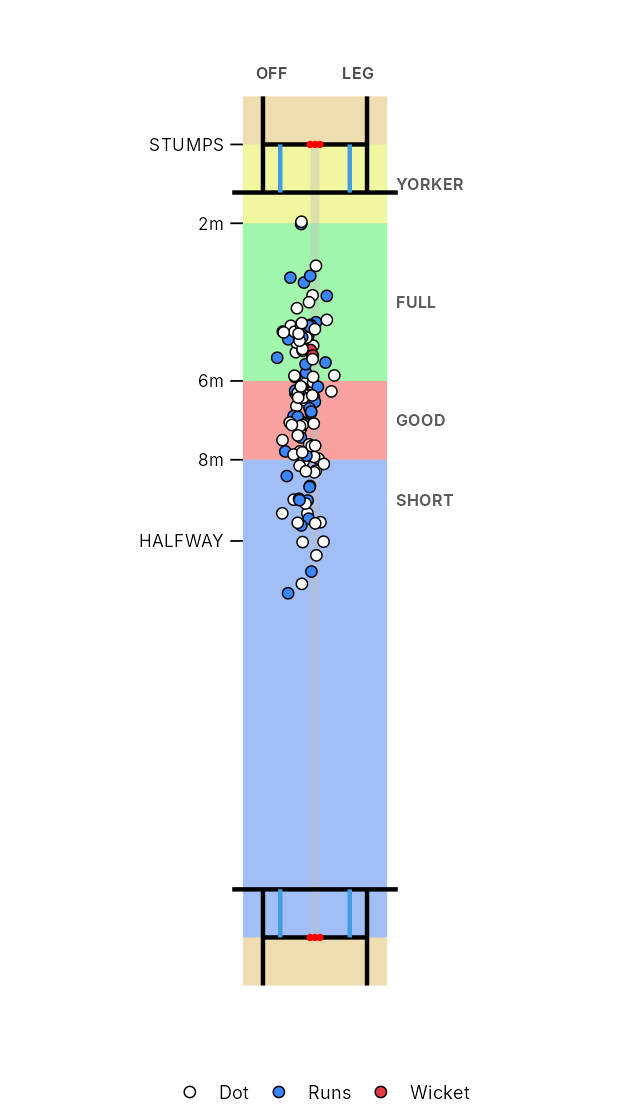 OFF LEG
STUMPS
YORKER
2m
FULL
6m
GOOD
8m
SHORT
HALFWAY
Dot Runs Wicket